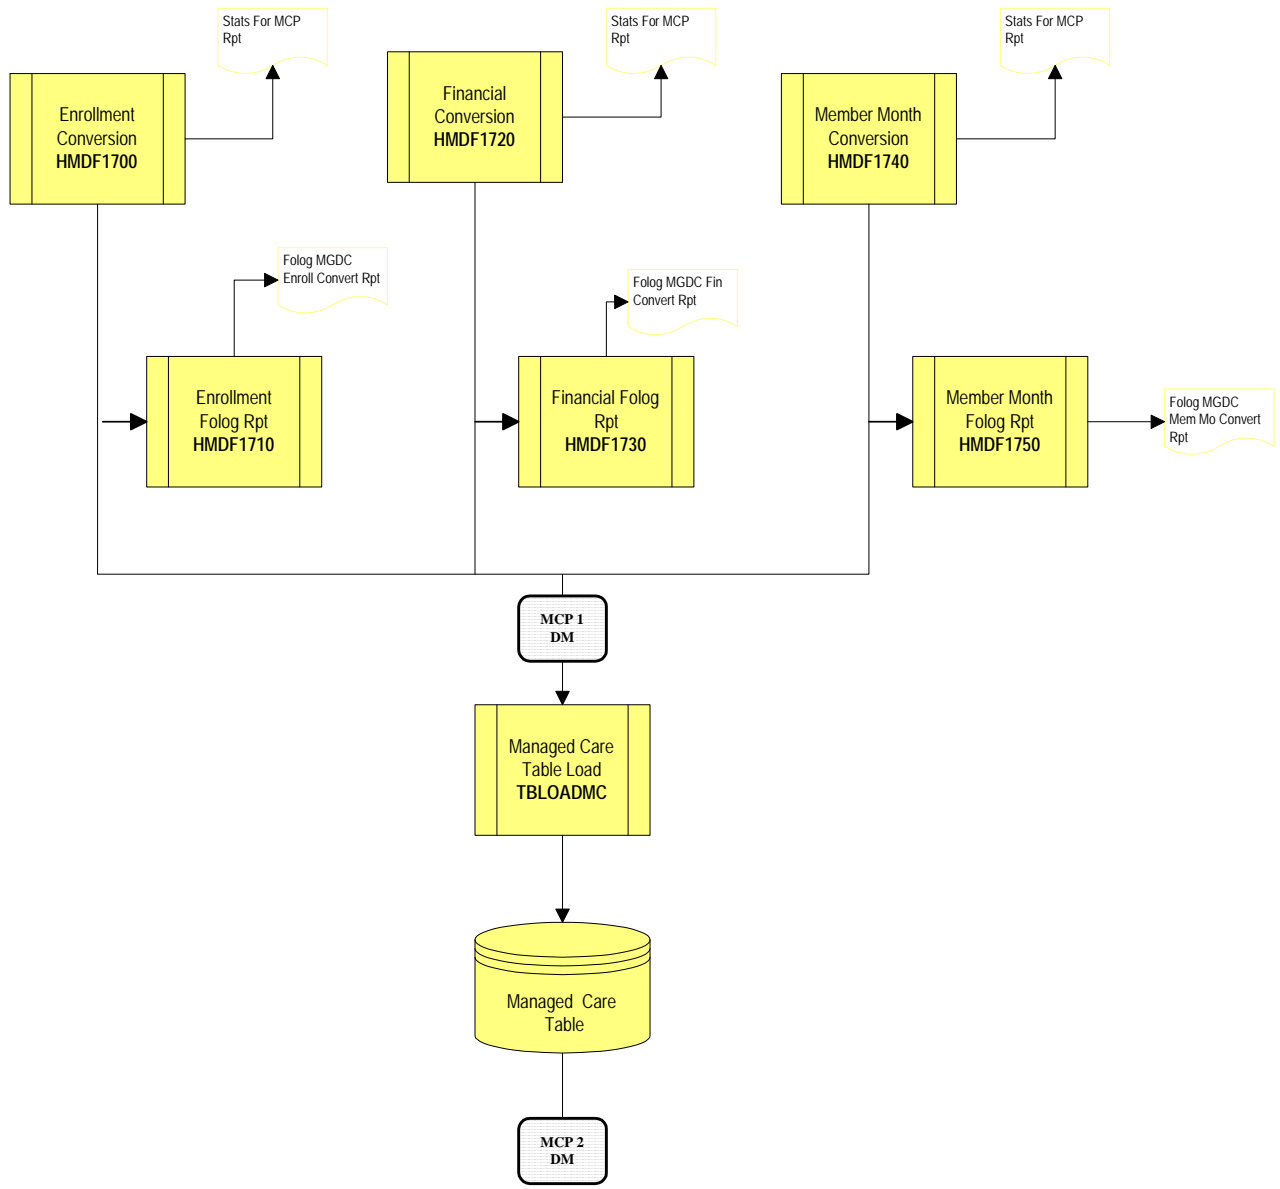 Stats For MCP
Rpt
Stats For MCP
Rpt
Stats For MCP
Rpt
Enrollment
Conversion
HMDF1700
Financial
Conversion
HMDF1720
Member Month
Conversion
HMDF1740
Folog MGDC
Enroll Convert Rpt
Folog MGDC Fin
Convert Rpt
Enrollment
Folog Rpt
HMDF1710
Financial Folog
Rpt
HMDF1730
Member Month
Folog Rpt
HMDF1750
Folog MGDC
Mem Mo Convert
Rpt
MCP 1
DM
Managed Care
Table Load
TBLOADMC
Managed Care
Table
MCP 2
DM